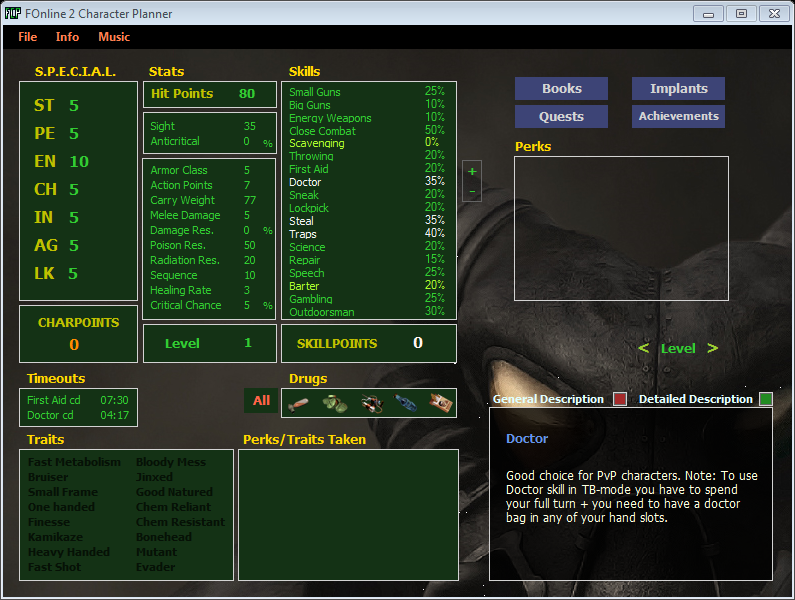 FOnline 2 Character Planner
File Info Music
S.P.E.C.I.A.L.
ST 5
PE 5
EN 10
CH 5
IN 5
AG 5
LK 5
CHARPOINTS
0
Stats
Hit Points 80
Sight 35
Anticritical 0 %
Armor Class 5
Action Points 7
Carry Weight 77
Melee Damage 5
Damage Res. 0 %
Poison Res. 50
Radiation Res. 20
Sequence 10
Healing Rate 3
Critical Chance 5 %
Level 1
Skills
Small Guns 25%
Big Guns 10%
Energy Weapons 10%
Close Combat 50%
Scavenging 0%
Throwing 20%
First Aid 20%
Doctor 35%
Sneak 20%
Lockpick 20%
Steal 35%
Traps 40%
Science 20%
Repair 15%
Speech 25%
Barter 20%
Gambling 25%
Outdoorsman 30%
SKILLPOINTS 0
+
-
Books Implants
Quests Achievements
Perks
< Level >
Timeouts
First Aid cd 07:30
Doctor cd 04:17
All
Drugs
Traits
Fast Metabolism Bloody Mess
Bruiser Jinxed
Small Frame Good Natured
One handed Chem Reliant
Finesse Chem Resistant
Kamikaze Bonehead
Heavy Handed Mutant
Fast Shot Evader
Perks/Traits Taken
General Description Detailed Description
Doctor
Good choice for PvP characters. Note: To use
Doctor skill in TB-mode you have to spend
your full turn + you need to have a doctor
bag in any of your hand slots.